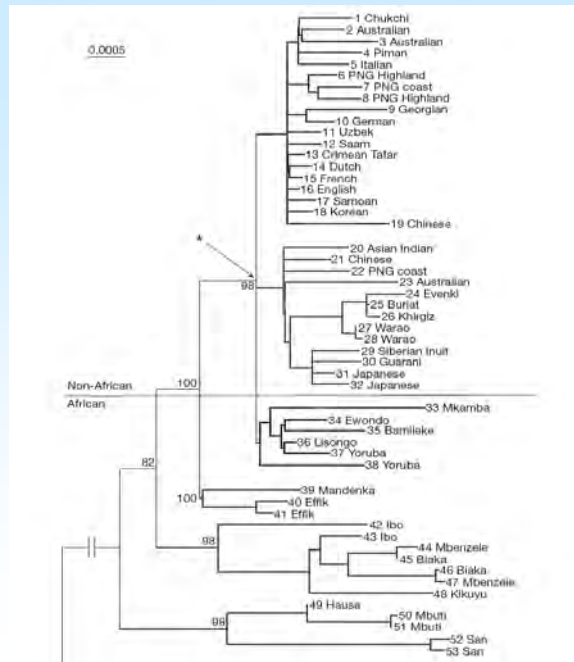 0.0005
1 Chukchi
2 Australian
3 Australian
4 Piman
5 Italian
6 PNG Highland
7 PNG coast
8 PNG Highland
9 Georgian
10 German
11 Uzbek
12 Saam
13 Crimean Tatar
14 Dutch
15 French
16 English
17 Samoan
18 Korean
19 Chinese
*
20 Asian Indian
21 Chinese
22 PNG coast
23 Australian
98
24 Evenki
25 Buriat
26 Khirgiz
27 Warao
28 Warao
29 Siberian Inuit
30 Guarani
31 Japanese
32 Japanese
100
Non-African
African
33 Mkamba
34 Ewondo
35 Bamileke
36 Lisongo
37 Yoruba
38 Yoruba
82
39 Mandenka
100
40 Effik
41 Effik
42 Ibo
98
43 Ibo
44 Mbenzele
45 Biaka
46 Biaka
47 Mbenzele
48 Kikuyu
49 Hausa
99
50 Mbuti
51 Mbuti
52 San
53 San